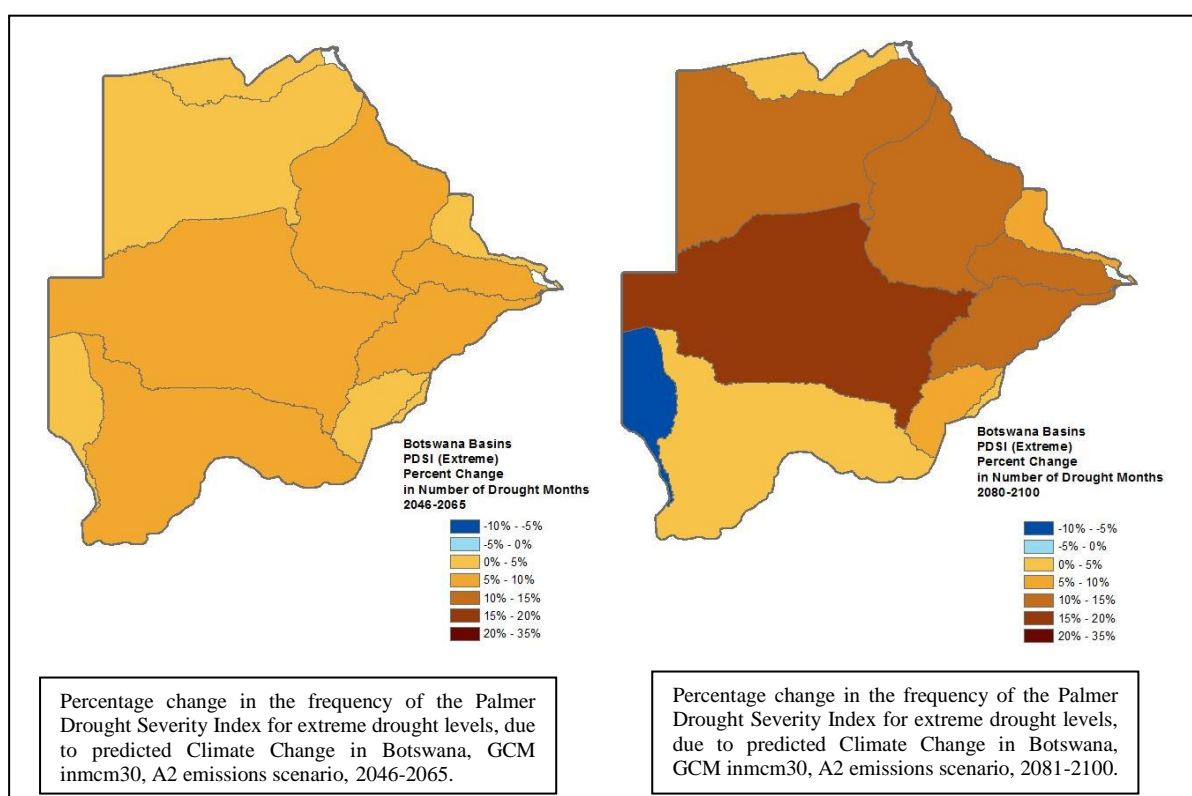 Botswana Basins
PDSI (Extreme)
Percent Change
in Number of Drought Months
2046-2065
-10% - -5%
-5% - 0%
0% - 5%
5% - 10%
10% - 15%
15% - 20%
20% - 35%
Percentage change in the frequency of the Palmer
Drought Severity Index for extreme drought levels, due
to predicted Climate Change in Botswana, GCM
inmcm30, A2 emissions scenario, 2046-2065.
Botswana Basins
PDSI (Extreme)
Percent Change
in Number of Drought Months
2080-2100
-10% - -5%
-5% - 0%
0% - 5%
5% - 10%
10% - 15%
15% - 20%
20% - 35%
Percentage change in the frequency of the Palmer
Drought Severity Index for extreme drought levels,
due to predicted Climate Change in Botswana,
GCM inmcm30, A2 emissions scenario, 2081-2100.